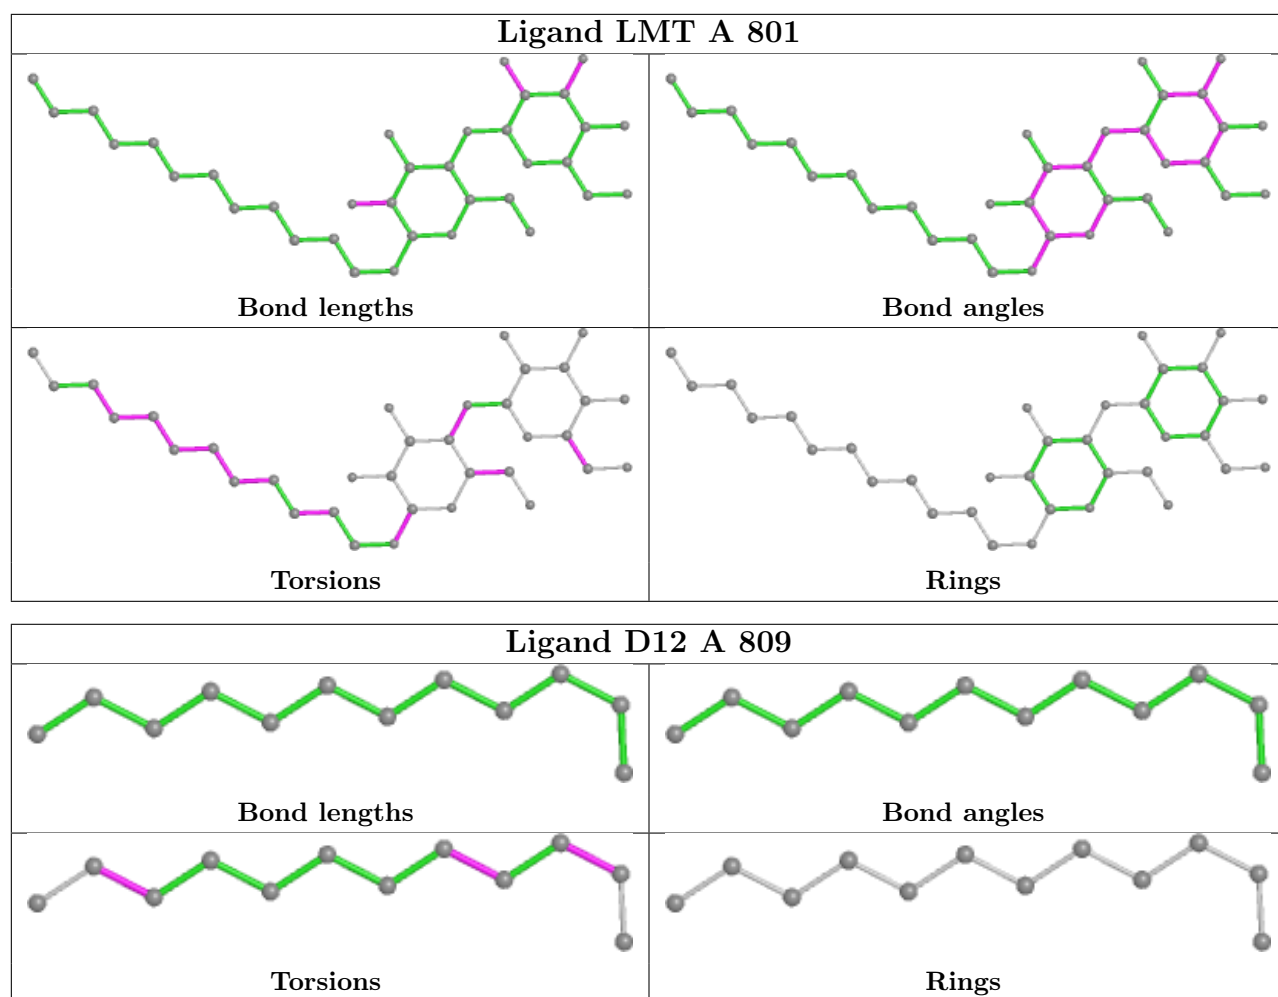 Ligand LMT A 801
Bond lengths
Bond angles
Torsions
Rings
Ligand D12 A 809
Bond lengths
Bond angles
Torsions
Rings